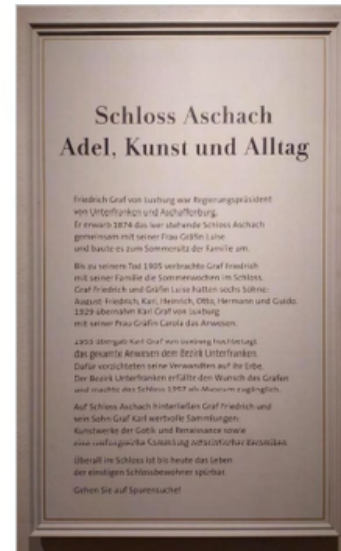 Schloss Aschach
Adel, Kunst und Alltag
Friedrich Graf von Luxburg war Regierungspräsident
von Unterfranken und Aschaffenburg.
Er erwarb 1874 das leer stehende Schloss Aschach
gemeinsam mit seiner Frau Gräfin Luise
und baute es zum Sommersitz der Familie um.
Bis zu seinem Tod 1905 verbrachte Graf Friedrich
mit seiner Familie die Sommerwochen im Schloss.
Graf Friedrich und Gräfin Luise hatten sechs Söhne:
August Friedrich, Karl, Heinrich, Otto, Hermann und Guido.
1929 übernahm Karl Graf von Luxburg
mit seiner Frau Gräfin Carola das Anwesen.
1955 übergab Karl Graf von Luxburg hochbetagt
das gesamte Anwesen dem Bezirk Unterfranken.
Dafür verzichteten seine Verwandten auf ihr Erbe.
Der Bezirk Unterfranken erfüllte den Wunsch des Grafen
und machte das Schloss 1957 als Museum zugänglich.
Auf Schloss Aschach hinterließen Graf Friedrich und
sein Sohn Graf Karl wertvolle Sammlungen:
Kunstwerke der Gotik und Renaissance sowie
eine umfangreiche Sammlung ostasiatischer Keramiken.
Überall im Schloss ist bis heute das Leben
der einstigen Schlossbewohner spürbar.
Gehen Sie auf Spurensuche!